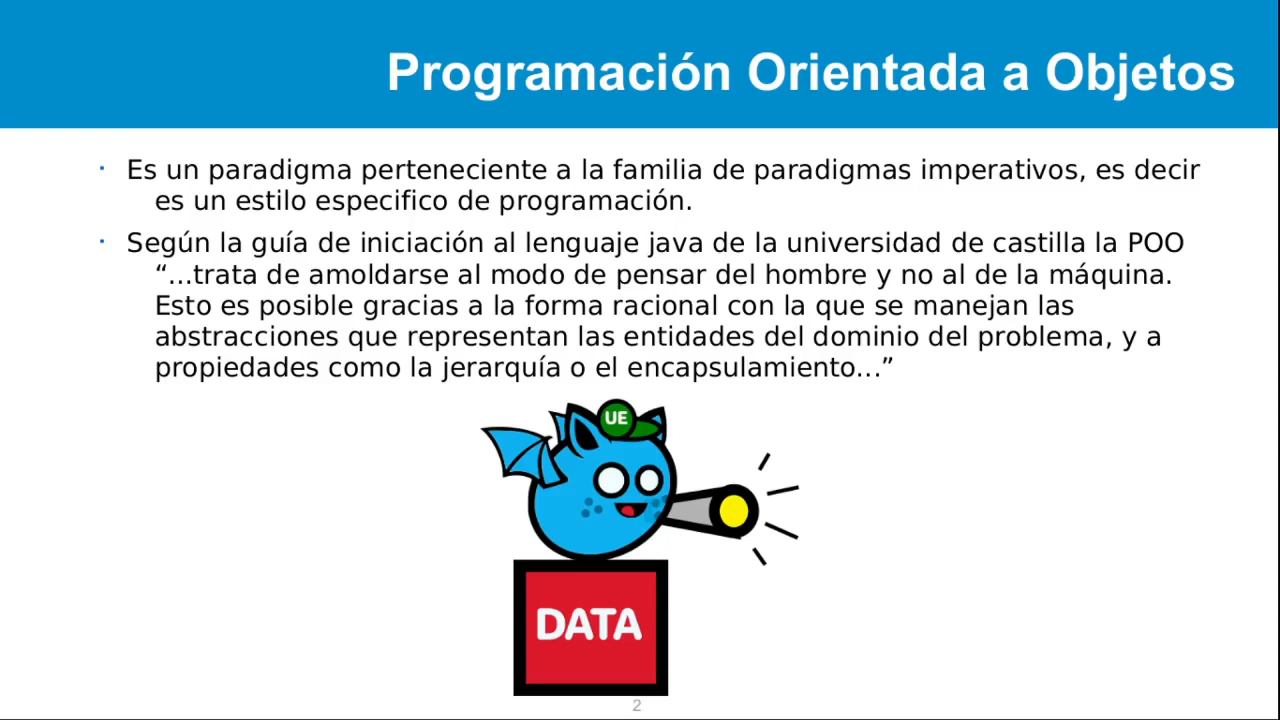 Programación Orientada a Objetos
Es un paradigma perteneciente a la familia de paradigmas imperativos, es decir
es un estilo especifico de programación.
Según la guía de iniciación al lenguaje java de la universidad de castilla la POO
“...trata de amoldarse al modo de pensar del hombre y no al de la máquina.
Esto es posible gracias a la forma racional con la que se manejan las
abstracciones que representan las entidades del dominio del problema, y a
propiedades como la jerarquía o el encapsulamiento...”
UE
DATA
2